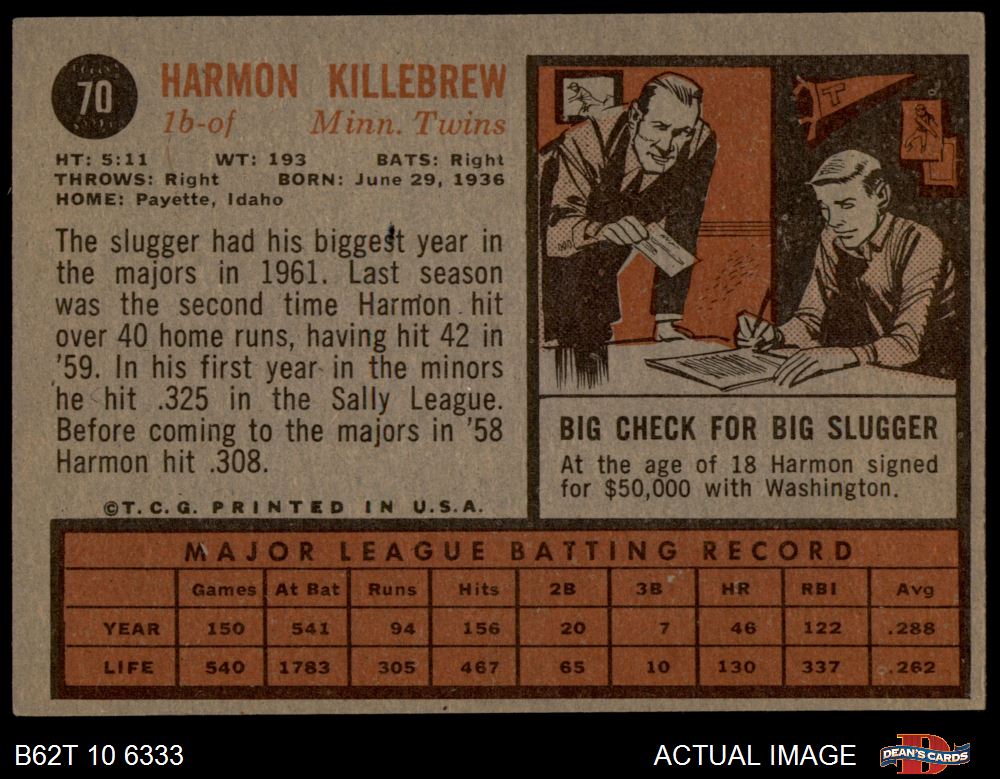 70
HARMON KILLEBREW
1b-of Minn. Twins
HT: 5:11 WT: 193 BATS: Right
THROWS: Right BORN: June 29, 1936
HOME: Payette, Idaho
The slugger had his biggest year in
the majors in 1961. Last season
was the second time Harmon hit
over 40 home runs, having hit 42 in
'59. In his first year in the minors
he hit .325 in the Sally League.
Before coming to the majors in '58
Harmon hit .308.
©T.C.G. PRINTED IN U.S.A.
T
BIG CHECK FOR BIG SLUGGER
At the age of 18 Harmon signed
for $50,000 with Washington.
MAJOR LEAGUE BATTING RECORD
Games At Bat Runs Hits 2B 3B HR RBI Avg
YEAR 150 541 94 156 20 7 46 122 .288
LIFE 540 1783 305 467 65 10 130 337 .262
B62T 10 6333
ACTUAL IMAGE
DEAN'S CARDS